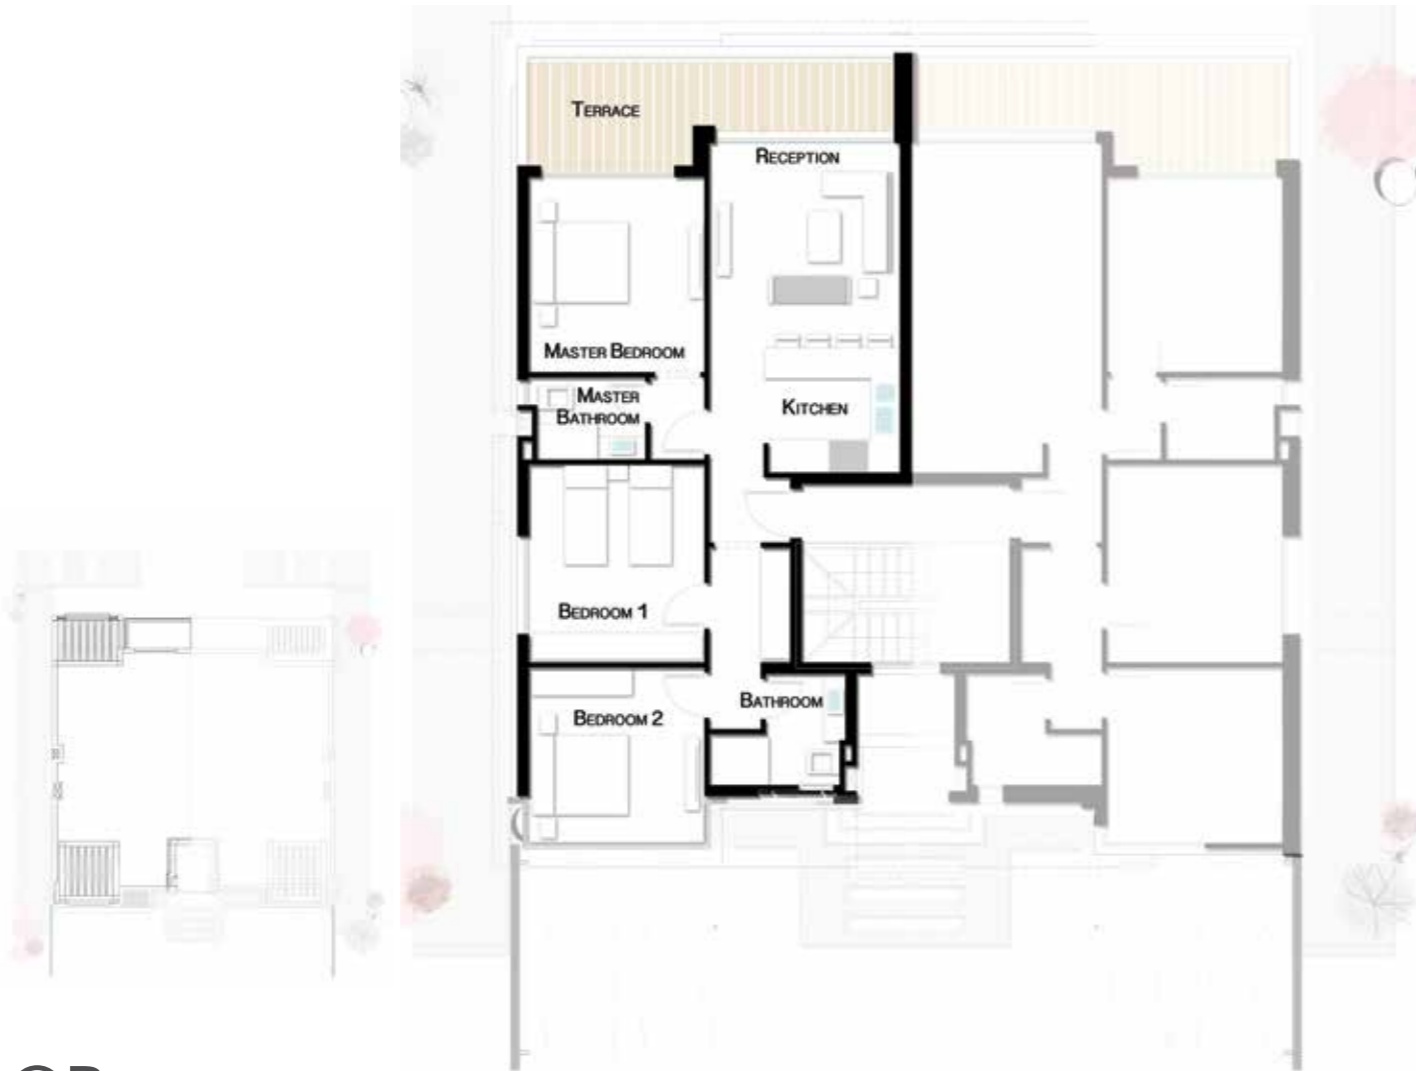 TERRACE
RECEPTION
MASTER BEDROOM
MASTER
BATHROOM
KITCHEN
BEDROOM 1
BATHROOM
BEDROOM 2